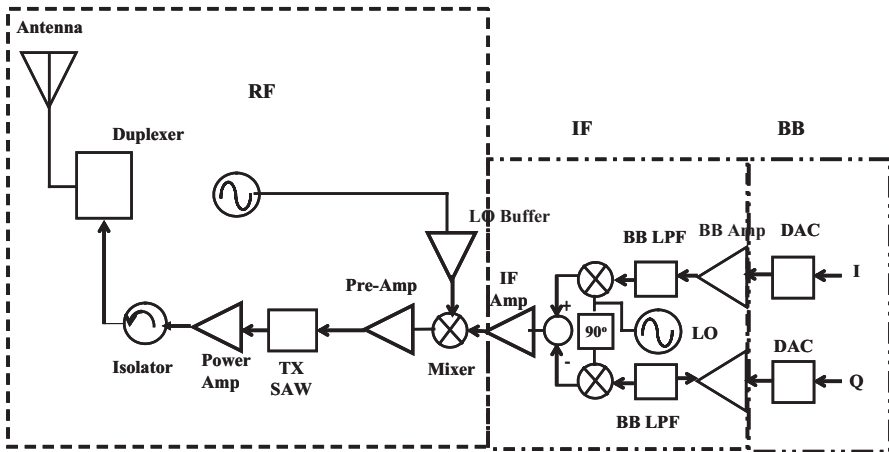 Antenna
RF
IF
BB
Duplexer
LO Buffer
BB LPF
BB Amp
DAC
I
Pre-Amp
IF
Amp
+
90°
LO
-
Isolator
Power
Amp
TX
SAW
Mixer
BB LPF
DAC
Q